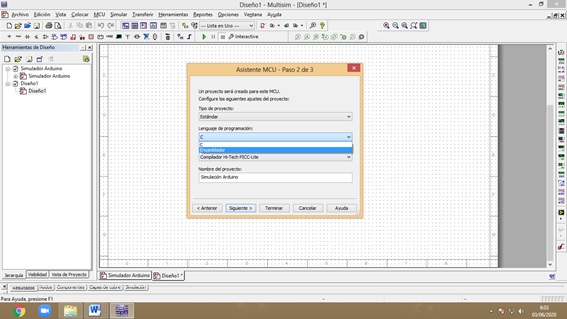 Diseño1 - Multisim - [Diseño1 *]
Archivo Edición Vista Colocar MCU Simular Transferir Herramientas Reportes Opciones Ventana Ayuda
--- Lista en Uso ---
Interactive
Herramientas de Diseño
Simulador Arduino
Simulador Arduino
Diseño1
Diseño1
Asistente MCU - Paso 2 de 3
Un proyecto será creado para este MCU.
Configure los siguientes ajustes del proyecto:
Tipo de proyecto:
Estándar
Lenguaje de programación:
C
C
Ensamblador
Compilador Hi-Tech PICC-Lite
Nombre del proyecto:
Simulación Arduino
< Anterior
Siguiente >
Terminar
Cancelar
Ayuda
Jerarquía Visibilidad Vista de Proyecto
Simulador Arduino Diseño1 *
Resultados Nodos Componentes Capas de cobre Simulación
Para Ayuda, presione F1
03/06/2020